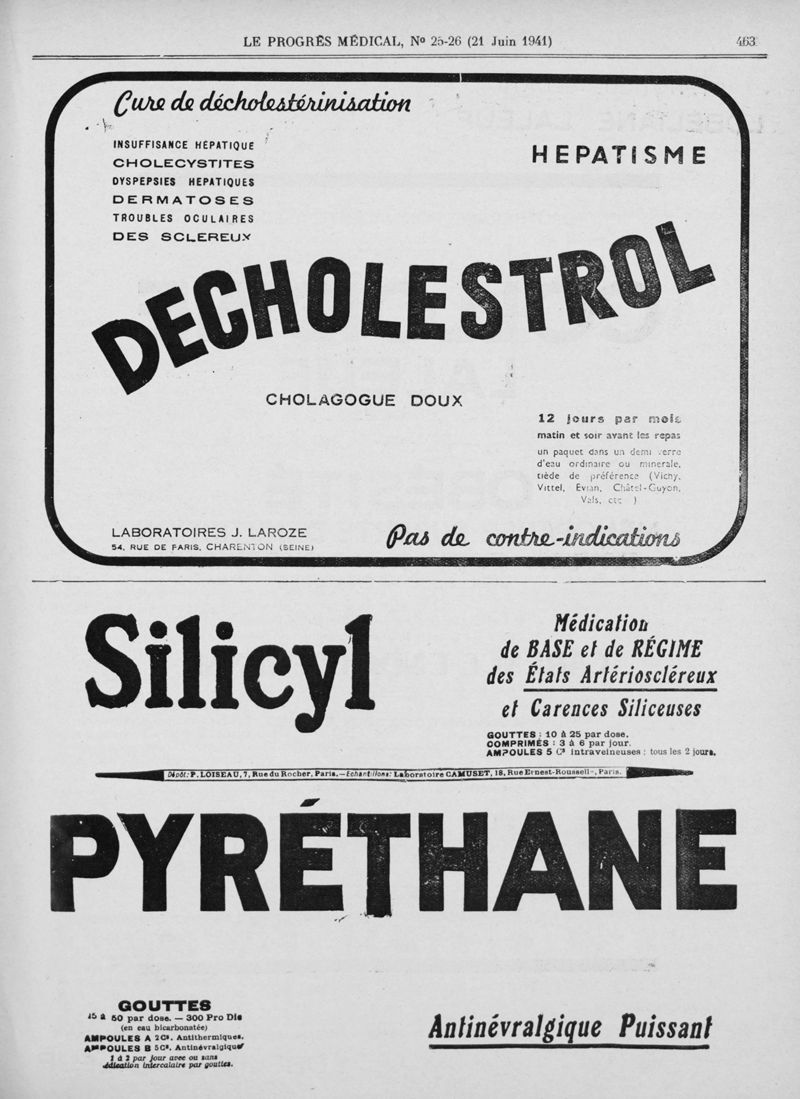 LE PROGRÈS MÉDICAL, Nº 25-26 (21 Juin 1941) 463
Cure de décholestérinisation
INSUFFISANCE HÉPATIQUE
CHOLECYSTITES
DYSPEPSIES HÉPATIQUES
DERMATOSES
TROUBLES OCULAIRES
DES SCLEREUX
HEPATISME
DECHOLESTROL
CHOLAGOGUE DOUX
12 jours par mois
matin et soir avant les repas
un paquet dans un demi verre
d'eau ordinaire ou minerale,
tiède de préférence (Vichy,
Vittel, Evian, Châtel-Guyon,
Vals, etc )
LABORATOIRES J. LAROZE
54, RUE DE PARIS, CHARENTON (SEINE)
Pas de contre-indications
Silicyl
Médication
de BASE et de RÉGIME
des États Artérioscléreux
et Carences Siliceuses
GOUTTES : 10 à 25 par dose.
COMPRIMÉS : 3 à 6 par jour.
AMPOULES 5 C³ intraveineuses : tous les 2 jours.
Dépôt: P. LOISEAU, 7, Rue du Rocher, Paris. — Échantillons: Laboratoire CAMUSET, 18, Rue Ernest-Rousselle, Paris.
PYRÉTHANE
GOUTTES
25 à 50 par dose. — 300 Pro Die
(en eau bicarbonatée)
AMPOULES A 2C³. Antithermiques.
AMPOULES B 5C³. Antinévralgiques
1 à 2 par jour avec ou sans
médication intercalaire par gouttes.
Antinévralgique Puissant